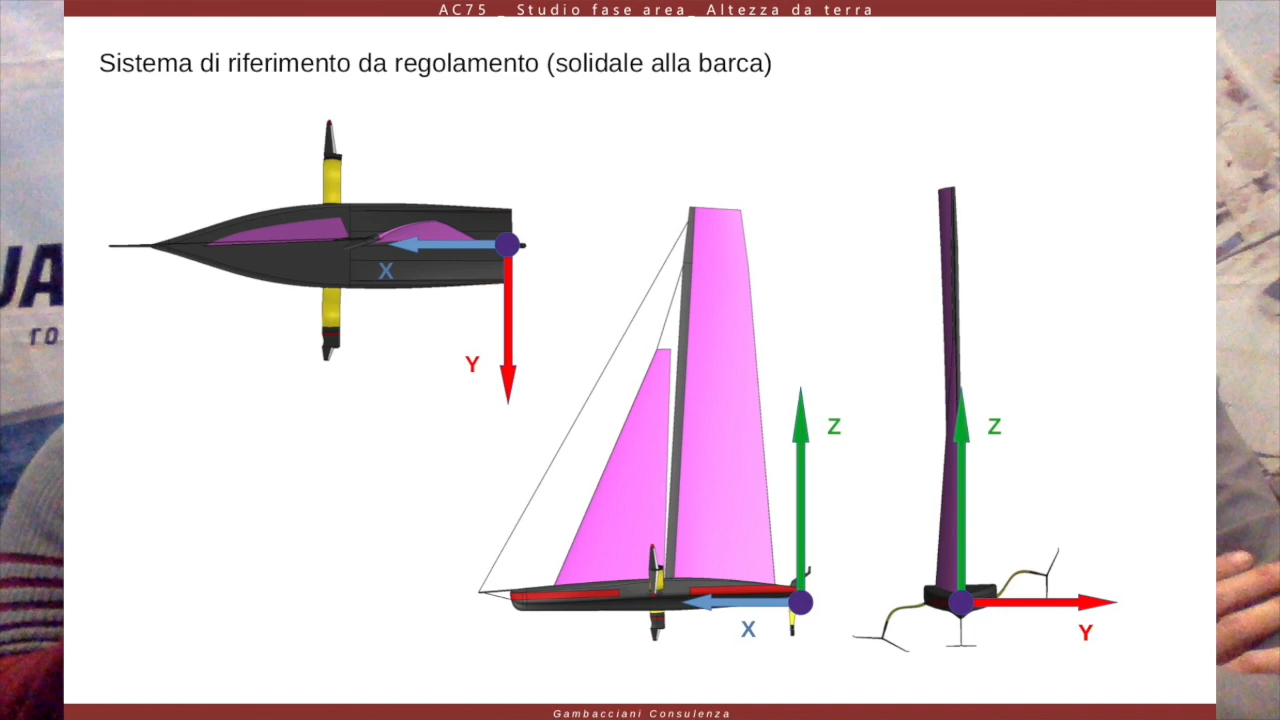 AC75 _ Studio fase area_ Altezza da terra
Sistema di riferimento da regolamento (solidale alla barca)
X
Y
Z
Z
X
Y
Gambacciani Consulenza